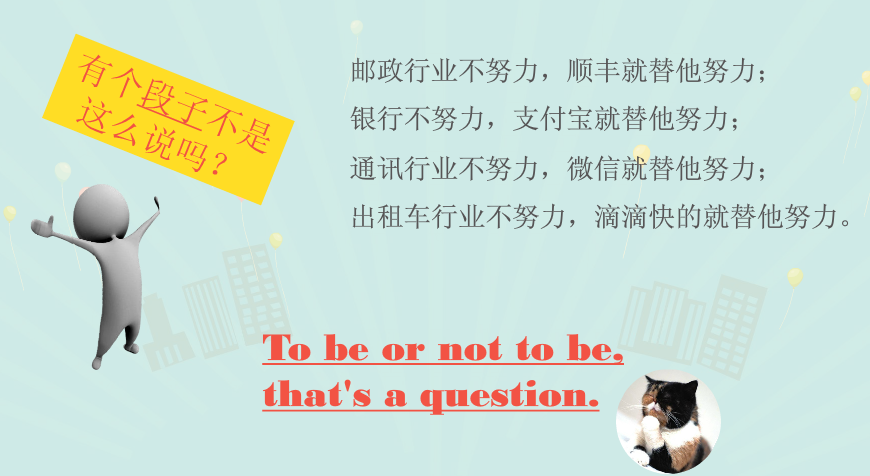 有个段子不是
这么说吗？
邮政行业不努力，顺丰就替他努力；
银行不努力，支付宝就替他努力；
通讯行业不努力，微信就替他努力；
出租车行业不努力，滴滴快的就替他努力。
To be or not to be,
that's a question.